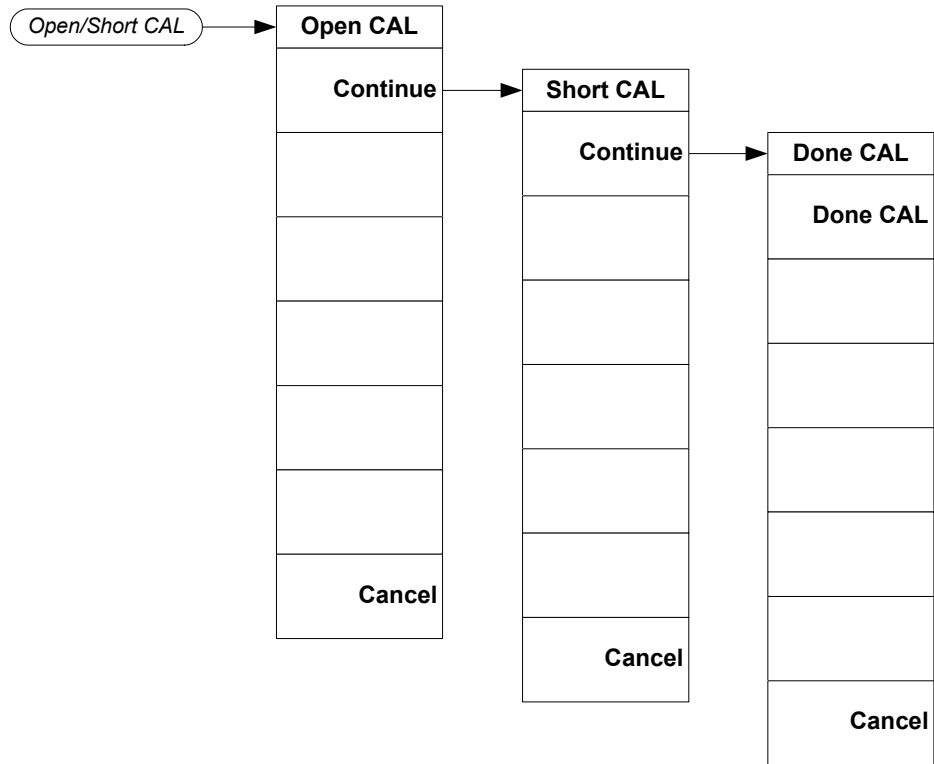 Open/Short CAL
Open CAL
Continue
Cancel
Short CAL
Continue
Cancel
Done CAL
Done CAL
Cancel